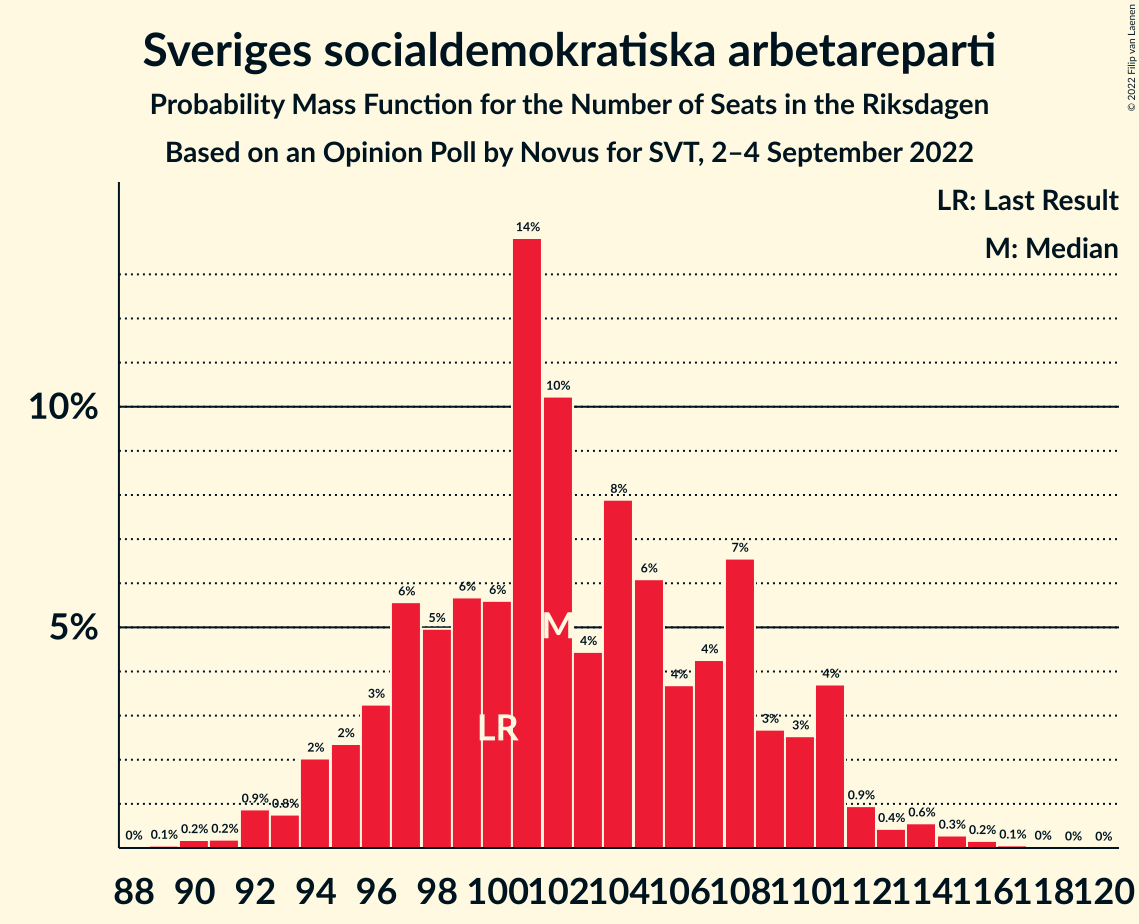 Sveriges socialdemokratiska arbetareparti
Probability Mass Function for the Number of Seats in the Riksdagen
Based on an Opinion Poll by Novus for SVT, 2–4 September 2022
© 2022 Filip van Laenen
LR: Last Result
M: Median
10%
5%
0% 0.1% 0.2% 0.2% 0.9% 0.8% 2% 2% 3% 6% 5% 6% 6% 14% 10% 4% 8% 6% 4% 4% 7% 3% 3% 4% 0.9% 0.4% 0.6% 0.3% 0.2% 0.1% 0% 0% 0%
M
LR
88 90 92 94 96 98 100 102 104 106 108 110 112 114 116 118 120